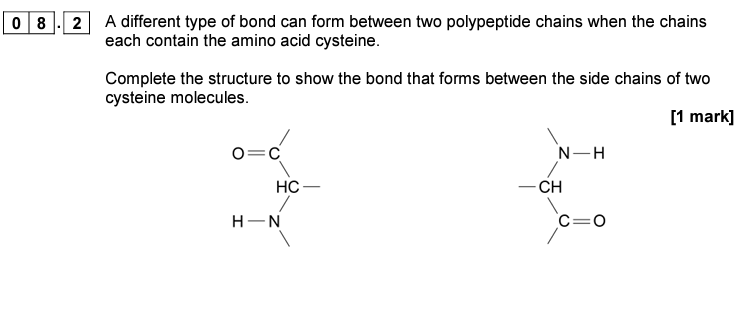 0 8 . 2 A different type of bond can form between two polypeptide chains when the chains
each contain the amino acid cysteine.
Complete the structure to show the bond that forms between the side chains of two
cysteine molecules.
[1 mark]
O=C N—H
HC— —CH
H—N C=O